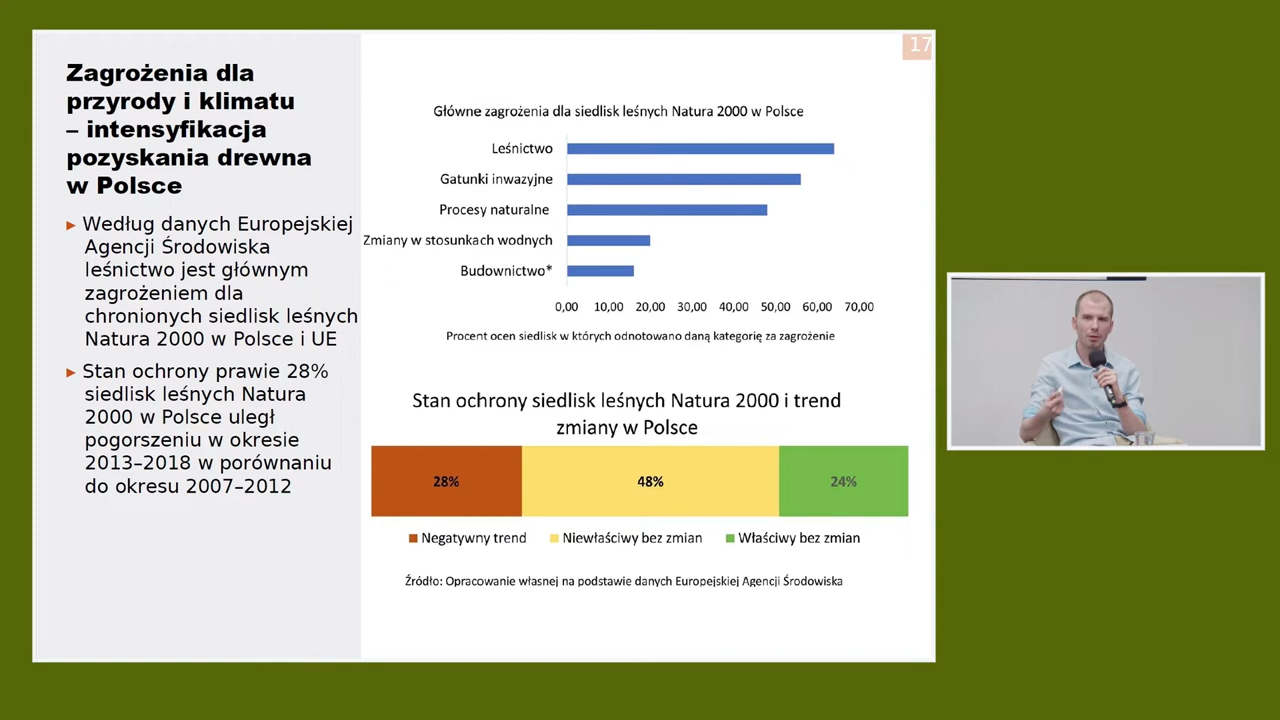 17
Zagrożenia dla
przyrody i klimatu
– intensyfikacja
pozyskania drewna
w Polsce
▸ Według danych Europejskiej
Agencji Środowiska
leśnictwo jest głównym
zagrożeniem dla
chronionych siedlisk leśnych
Natura 2000 w Polsce i UE
▸ Stan ochrony prawie 28%
siedlisk leśnych Natura
2000 w Polsce uległ
pogorszeniu w okresie
2013–2018 w porównaniu
do okresu 2007–2012
Główne zagrożenia dla siedlisk leśnych Natura 2000 w Polsce
Leśnictwo
Gatunki inwazyjne
Procesy naturalne
Zmiany w stosunkach wodnych
Budownictwo*
0,00 10,00 20,00 30,00 40,00 50,00 60,00 70,00
Procent ocen siedlisk w których odnotowano daną kategorię za zagrożenie
Stan ochrony siedlisk leśnych Natura 2000 i trend
zmiany w Polsce
28% 48% 24%
Negatywny trend Niewłaściwy bez zmian Właściwy bez zmian
Źródło: Opracowanie własnej na podstawie danych Europejskiej Agencji Środowiska